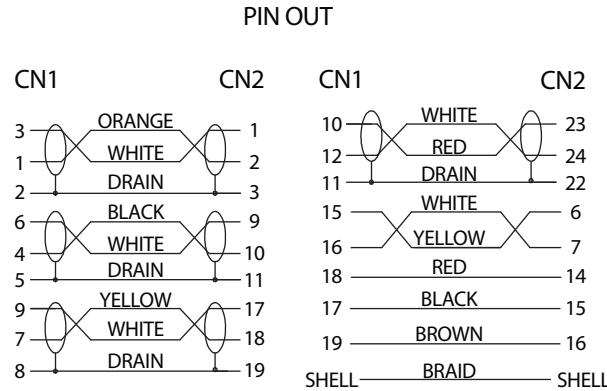 PIN OUT
CN1 CN2
3 ORANGE 1
1 WHITE 2
2 DRAIN 3
6 BLACK 9
4 WHITE 10
5 DRAIN 11
9 YELLOW 17
7 WHITE 18
8 DRAIN 19
CN1 CN2
10 WHITE 23
12 RED 24
11 DRAIN 22
15 WHITE 6
16 YELLOW 7
18 RED 14
17 BLACK 15
19 BROWN 16
SHELL BRAID SHELL